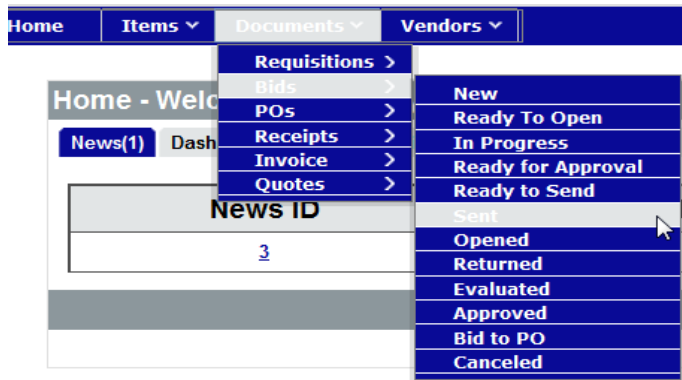 Home Items Documents Vendors
Requisitions
Bids
POs
Receipts
Invoice
Quotes
New
Ready To Open
In Progress
Ready for Approval
Ready to Send
Sent
Opened
Returned
Evaluated
Approved
Bid to PO
Canceled
Home - Welc
News(1) Dash
News ID
3